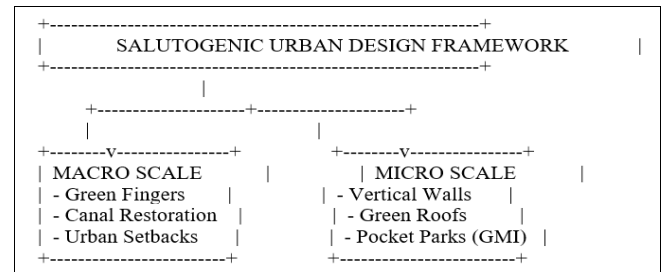 +-----------------------------------------------------------+
| SALUTOGENIC URBAN DESIGN FRAMEWORK |
+-----------------------------------------------------------+
|
+---------------------+---------------------+
| |
+--------v----------------+ +--------v----------------+
| MACRO SCALE | | MICRO SCALE |
| - Green Fingers | | - Vertical Walls |
| - Canal Restoration | | - Green Roofs |
| - Urban Setbacks | | - Pocket Parks (GMI) |
+-------------------------+ +-------------------------+